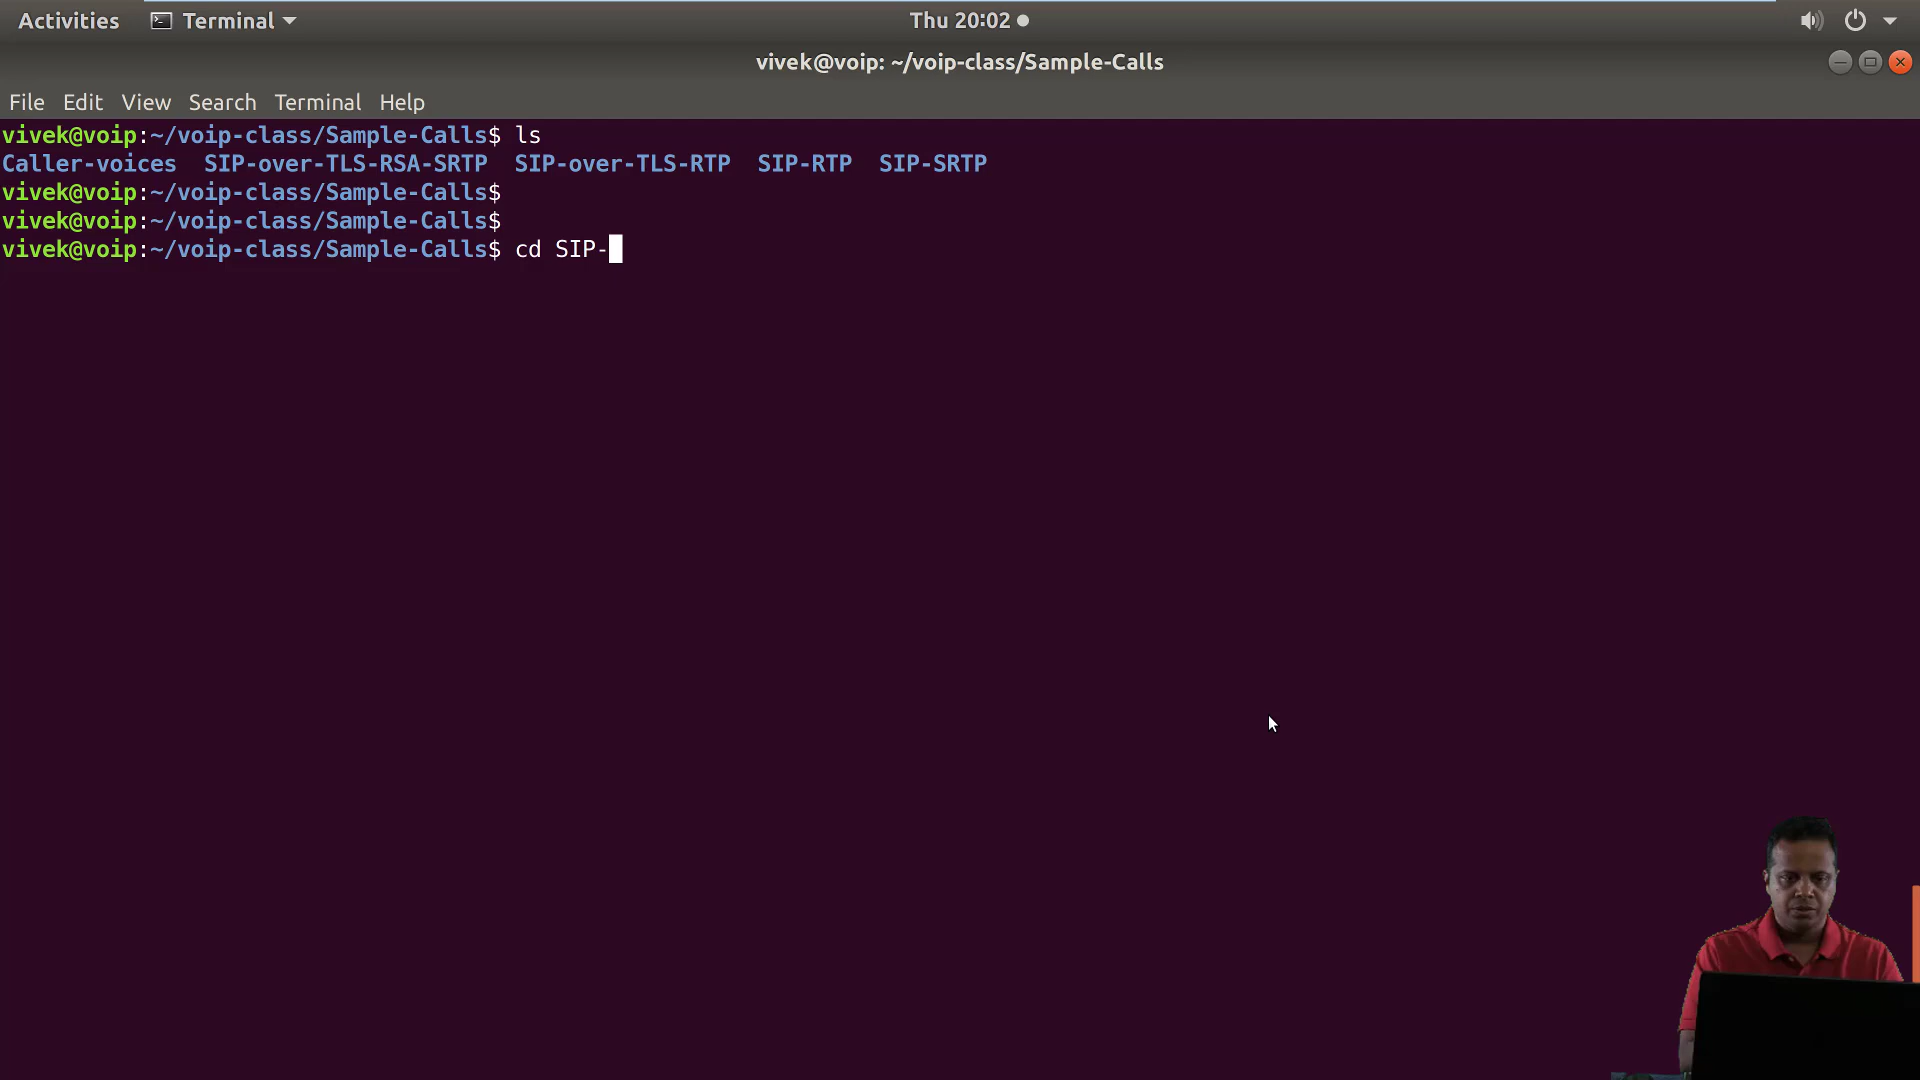 Activities Terminal Thu 20:02
vivek@voip: ~/voip-class/Sample-Calls
File Edit View Search Terminal Help
vivek@voip:~/voip-class/Sample-Calls$ ls
Caller-voices SIP-over-TLS-RSA-SRTP SIP-over-TLS-RTP SIP-RTP SIP-SRTP
vivek@voip:~/voip-class/Sample-Calls$
vivek@voip:~/voip-class/Sample-Calls$
vivek@voip:~/voip-class/Sample-Calls$ cd SIP-